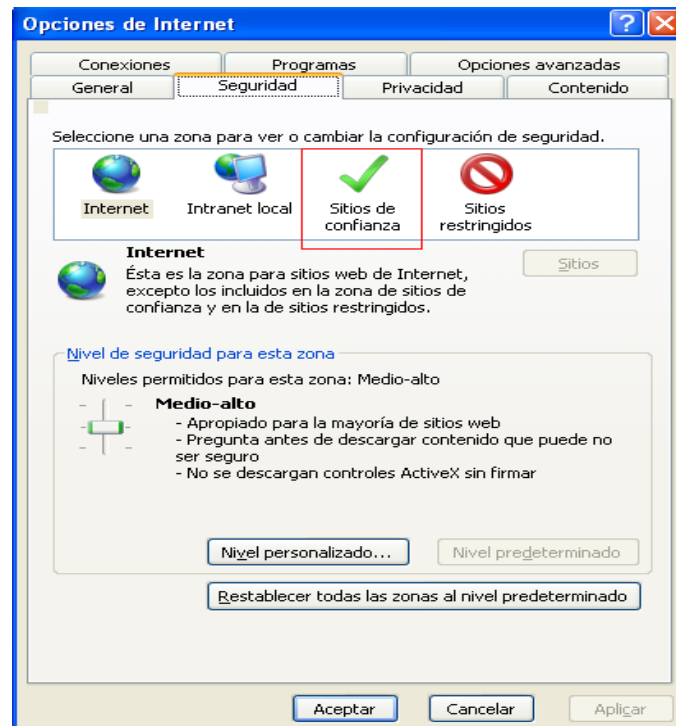 Opciones de Internet
Conexiones Programas Opciones avanzadas
General Seguridad Privacidad Contenido
Seleccione una zona para ver o cambiar la configuración de seguridad.
Internet Intranet local Sitios de confianza Sitios restringidos
Internet
Ésta es la zona para sitios web de Internet,
excepto los incluidos en la zona de sitios de
confianza y en la de sitios restringidos.
Sitios
Nivel de seguridad para esta zona
Niveles permitidos para esta zona: Medio-alto
Medio-alto
- Apropiado para la mayoría de sitios web
- Pregunta antes de descargar contenido que puede no
ser seguro
- No se descargan controles ActiveX sin firmar
Nivel personalizado... Nivel predeterminado
Restablecer todas las zonas al nivel predeterminado
Aceptar Cancelar Aplicar